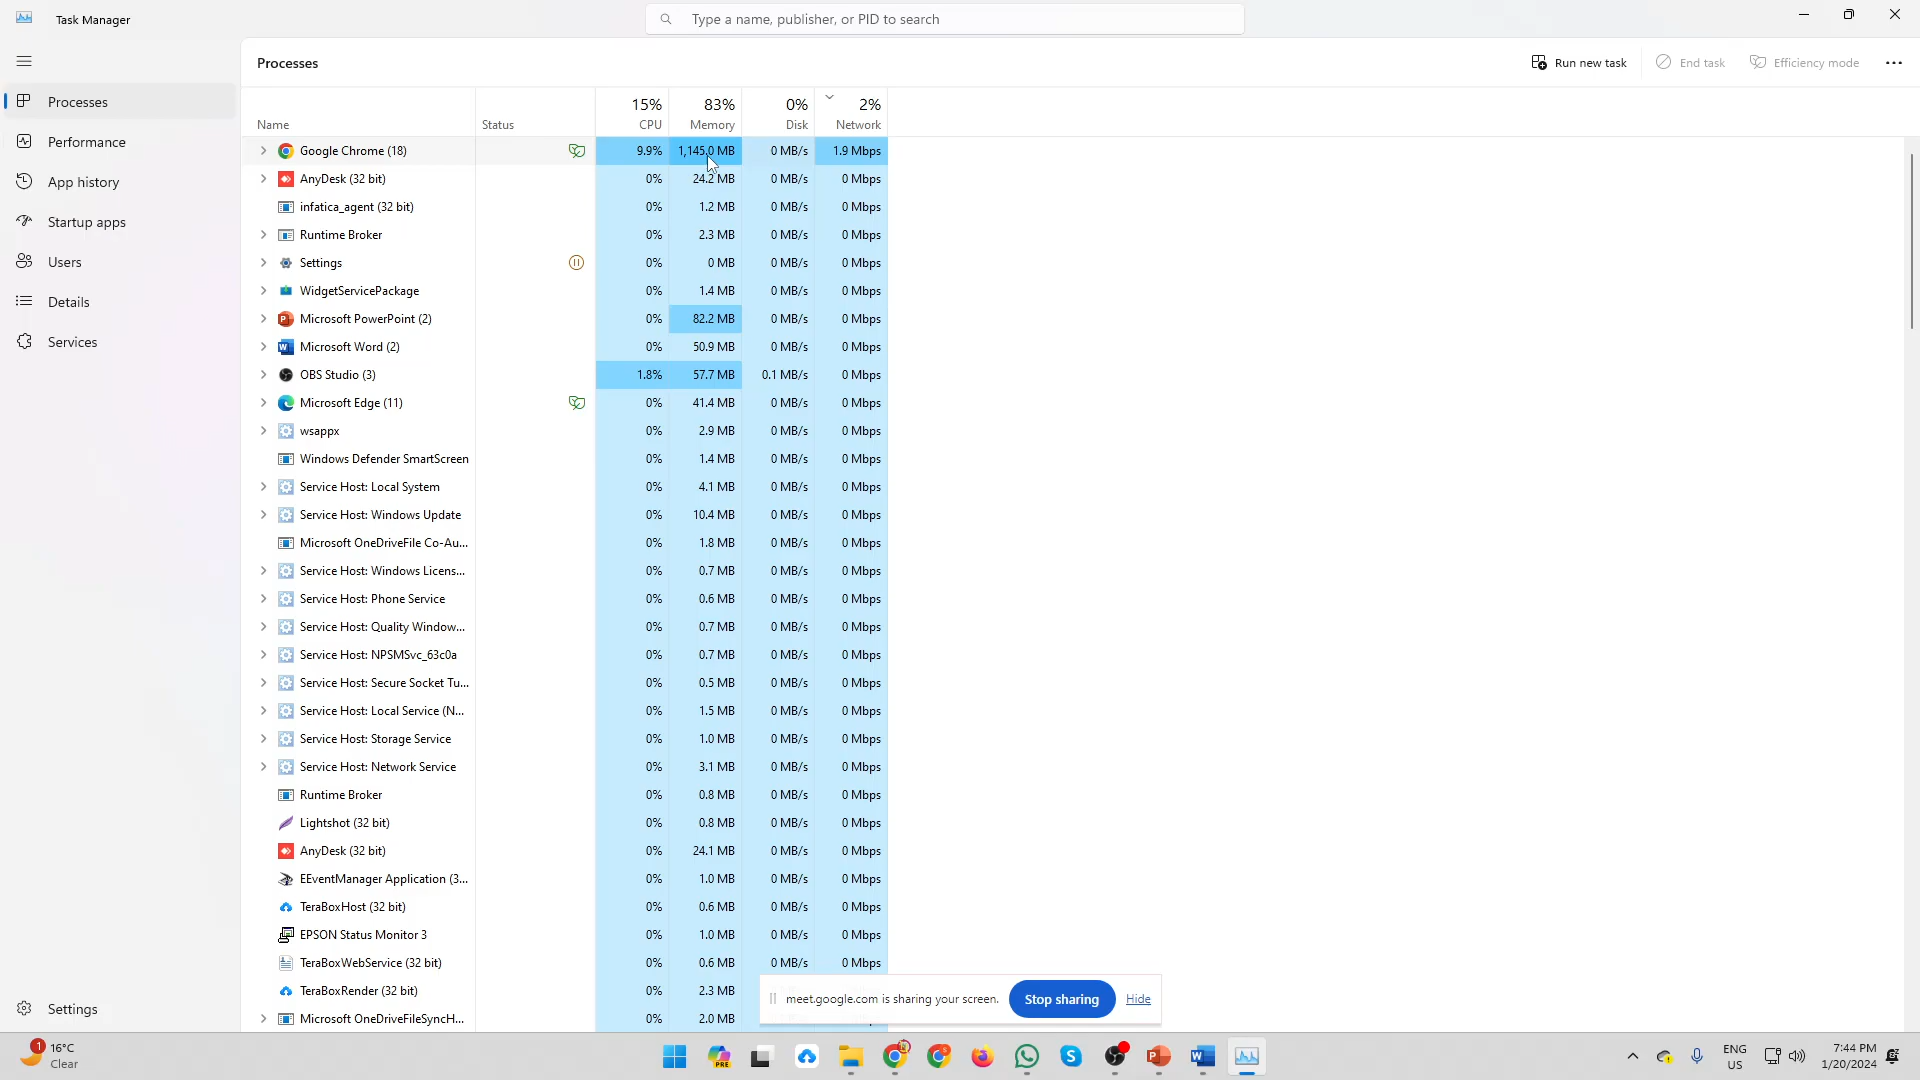 Task Manager
Type a name, publisher, or PID to search
Processes
Run new task
End task
Efficiency mode
Processes
Performance
App history
Startup apps
Users
Details
Services
Settings
15% 83% 0% 2%
Name Status CPU Memory Disk Network
Google Chrome (18) 9.9% 1,145.0 MB 0 MB/s 1.9 Mbps
AnyDesk (32 bit) 0% 24.2 MB 0 MB/s 0 Mbps
infatica_agent (32 bit) 0% 1.2 MB 0 MB/s 0 Mbps
Runtime Broker 0% 2.3 MB 0 MB/s 0 Mbps
Settings 0% 0 MB 0 MB/s 0 Mbps
WidgetServicePackage 0% 1.4 MB 0 MB/s 0 Mbps
Microsoft PowerPoint (2) 0% 82.2 MB 0 MB/s 0 Mbps
Microsoft Word (2) 0% 50.9 MB 0 MB/s 0 Mbps
OBS Studio (3) 1.8% 57.7 MB 0.1 MB/s 0 Mbps
Microsoft Edge (11) 0% 41.4 MB 0 MB/s 0 Mbps
wsappx 0% 2.9 MB 0 MB/s 0 Mbps
Windows Defender SmartScreen 0% 1.4 MB 0 MB/s 0 Mbps
Service Host: Local System 0% 4.1 MB 0 MB/s 0 Mbps
Service Host: Windows Update 0% 10.4 MB 0 MB/s 0 Mbps
Microsoft OneDriveFile Co-Au... 0% 1.8 MB 0 MB/s 0 Mbps
Service Host: Windows Licens... 0% 0.7 MB 0 MB/s 0 Mbps
Service Host: Phone Service 0% 0.6 MB 0 MB/s 0 Mbps
Service Host: Quality Window... 0% 0.7 MB 0 MB/s 0 Mbps
Service Host: NPSMSvc_63c0a 0% 0.7 MB 0 MB/s 0 Mbps
Service Host: Secure Socket Tu... 0% 0.5 MB 0 MB/s 0 Mbps
Service Host: Local Service (N... 0% 1.5 MB 0 MB/s 0 Mbps
Service Host: Storage Service 0% 1.0 MB 0 MB/s 0 Mbps
Service Host: Network Service 0% 3.1 MB 0 MB/s 0 Mbps
Runtime Broker 0% 0.8 MB 0 MB/s 0 Mbps
Lightshot (32 bit) 0% 0.8 MB 0 MB/s 0 Mbps
AnyDesk (32 bit) 0% 24.1 MB 0 MB/s 0 Mbps
EEventManager Application (3... 0% 1.0 MB 0 MB/s 0 Mbps
TeraBoxHost (32 bit) 0% 0.6 MB 0 MB/s 0 Mbps
EPSON Status Monitor 3 0% 1.0 MB 0 MB/s 0 Mbps
TeraBoxWebService (32 bit) 0% 0.6 MB 0 MB/s 0 Mbps
TeraBoxRender (32 bit) 0% 2.3 MB
Microsoft OneDriveFileSyncH... 0% 2.0 MB
meet.google.com is sharing your screen. Stop sharing Hide
1 16°C
Clear
PRE
ENG
US
7:44 PM
1/20/2024